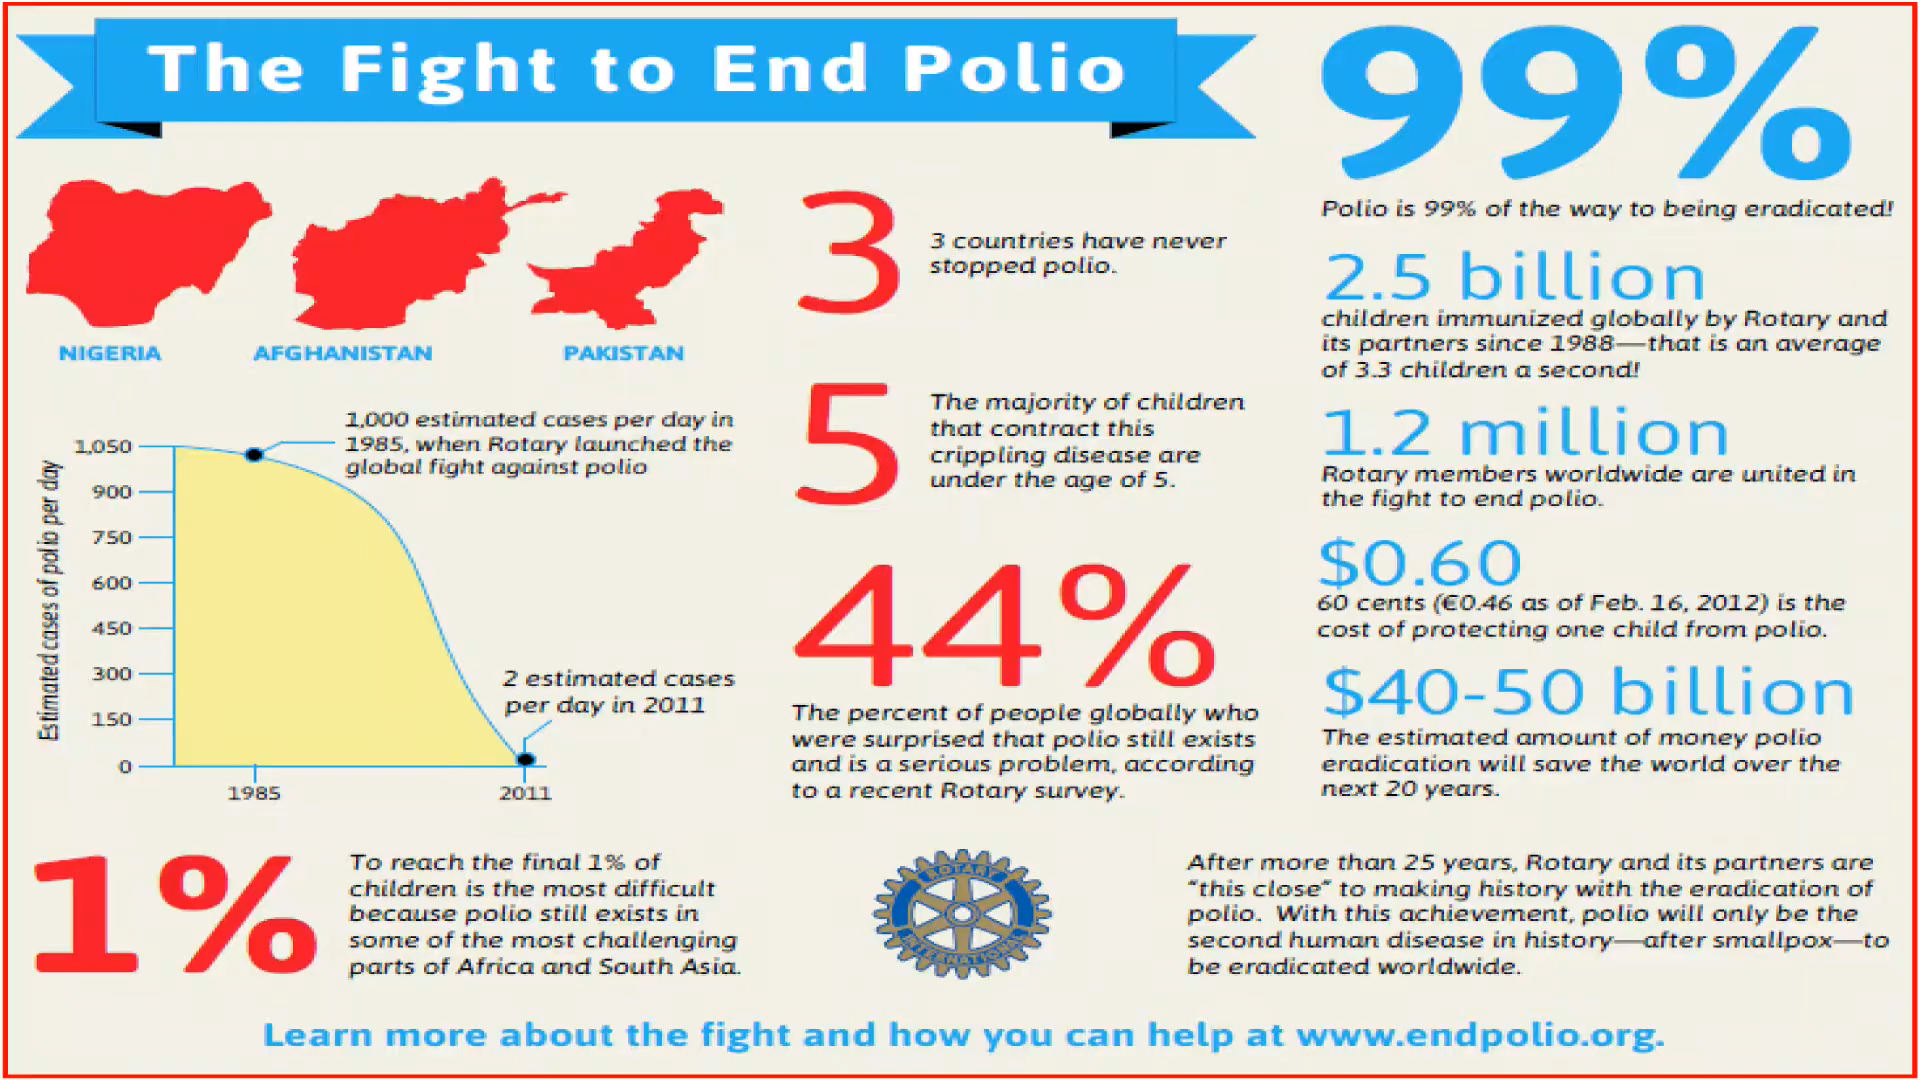 The Fight to End Polio
NIGERIA
AFGHANISTAN
PAKISTAN
3
3 countries have never
stopped polio.
Estimated cases of polio per day
1,050
900
750
600
450
300
150
0
1985
2011
1,000 estimated cases per day in
1985, when Rotary launched the
global fight against polio
2 estimated cases
per day in 2011
5
The majority of children
that contract this
crippling disease are
under the age of 5.
44%
The percent of people globally who
were surprised that polio still exists
and is a serious problem, according
to a recent Rotary survey.
99%
Polio is 99% of the way to being eradicated!
2.5 billion
children immunized globally by Rotary and
its partners since 1988—that is an average
of 3.3 children a second!
1.2 million
Rotary members worldwide are united in
the fight to end polio.
$0.60
60 cents (€0.46 as of Feb. 16, 2012) is the
cost of protecting one child from polio.
$40-50 billion
The estimated amount of money polio
eradication will save the world over the
next 20 years.
1%
To reach the final 1% of
children is the most difficult
because polio still exists in
some of the most challenging
parts of Africa and South Asia.
ROTARY
INTERNATIONAL
After more than 25 years, Rotary and its partners are
"this close" to making history with the eradication of
polio. With this achievement, polio will only be the
second human disease in history—after smallpox—to
be eradicated worldwide.
Learn more about the fight and how you can help at www.endpolio.org.